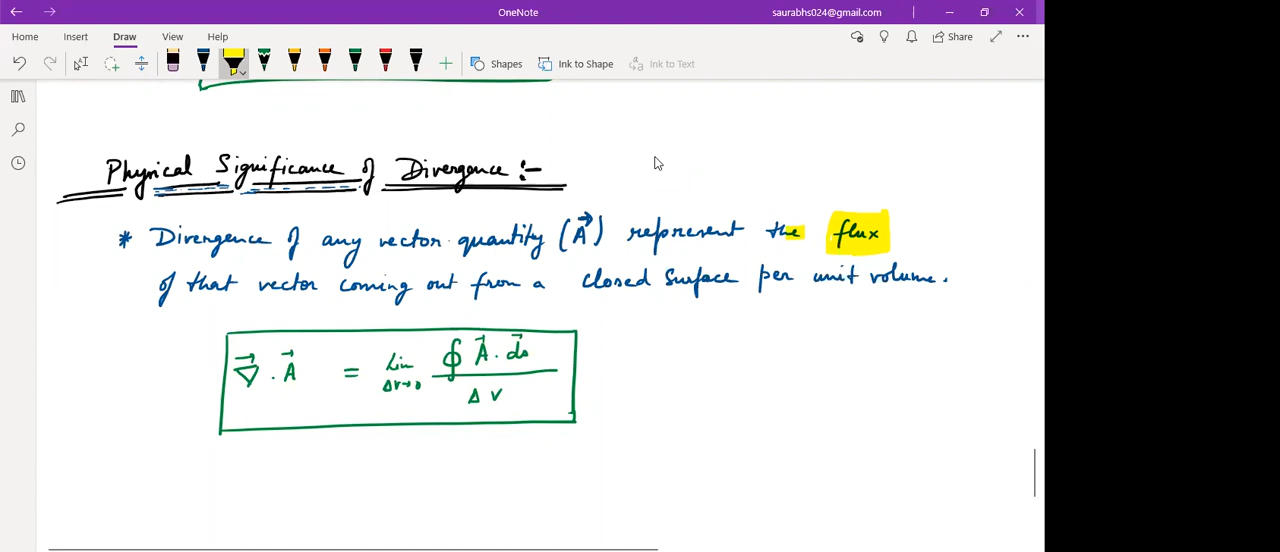 OneNote
saurabhs024@gmail.com
Home Insert Draw View Help
Share
Shapes Ink to Shape Ink to Text
Physical Significance of Divergence :-
* Divergence of any vector quantity (A⃗) represent the flux
of that vector coming out from a closed surface per unit volume.
∇⃗ . A⃗ = lim Δv→0 ∮ A⃗ . ds⃗ / Δv